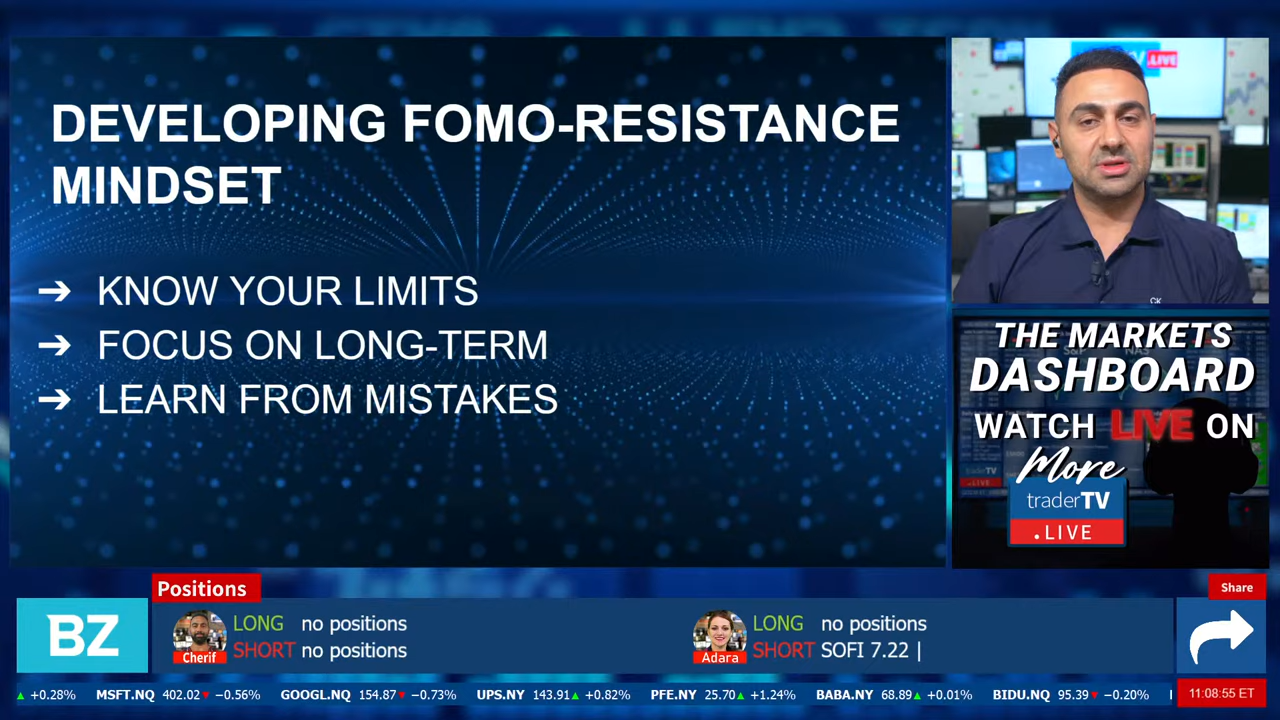 DEVELOPING FOMO-RESISTANCE
MINDSET
➔ KNOW YOUR LIMITS
➔ FOCUS ON LONG-TERM
➔ LEARN FROM MISTAKES
.LIVE
CK
THE MARKETS
DASHBOARD
WATCH LIVE ON
More
traderTV
.LIVE
Positions
Share
BZ
Cherif
LONG no positions
SHORT no positions
Adara
LONG no positions
SHORT SOFI 7.22 |
▲ +0.28% MSFT.NQ 402.02▼ −0.56% GOOGL.NQ 154.87▼ −0.73% UPS.NY 143.91▲ +0.82% PFE.NY 25.70▲ +1.24% BABA.NY 68.89▲ +0.01% BIDU.NQ 95.39▼ −0.20%
11:08:55 ET